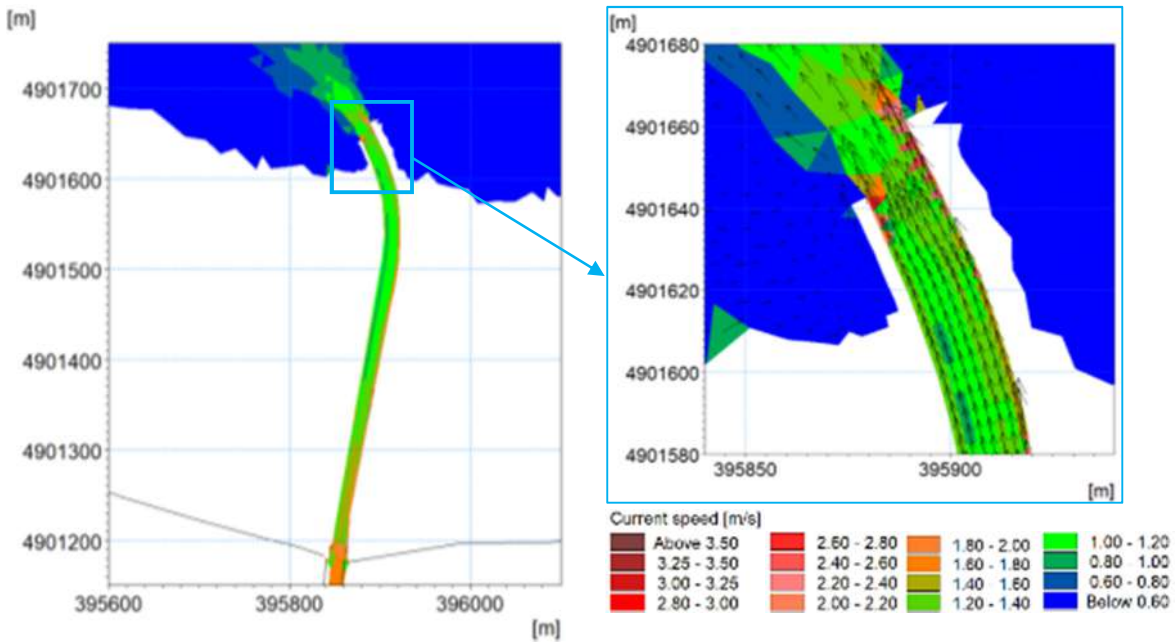 [m]
4901700
4901600
4901500
4901400
4901300
4901200
395600 395800 396000
[m]
[m]
4901680
4901660
4901640
4901620
4901600
4901580
395850 395900
[m]
Current speed [m/s]
Above 3.50 2.60 - 2.80 1.80 - 2.00 1.00 - 1.20
3.25 - 3.50 2.40 - 2.60 1.60 - 1.80 0.80 - 1.00
3.00 - 3.25 2.20 - 2.40 1.40 - 1.60 0.60 - 0.80
2.80 - 3.00 2.00 - 2.20 1.20 - 1.40 Below 0.60